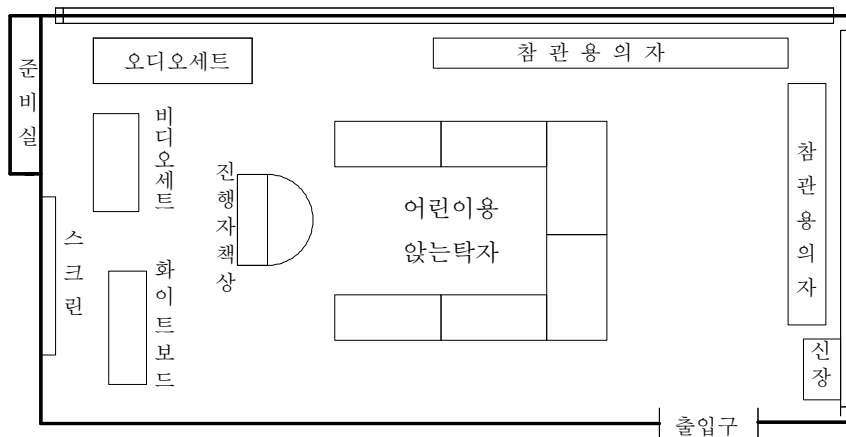 준비실
오디오세트
참관용의자
비디오세트
진행자책상
어린이용
앉는탁자
참관용의자
스크린
화이트보드
신장
출입구